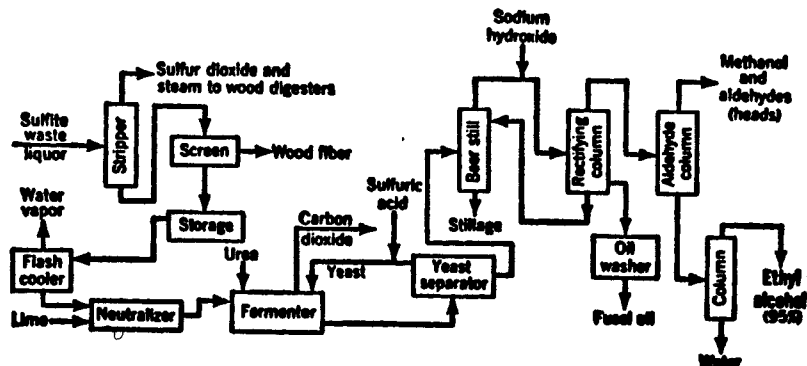 Sodium
hydroxide
Sulfur dioxide and
steam to wood digesters
Methanol
and
aldehydes
(heads)
Sulfite
waste
liquor
Stripper
Screen
Wood fiber
Beer still
Rectifying
column
Aldehyde
column
Water
vapor
Storage
Sulfuric
acid
Carbon
dioxide
Stillage
Urea
Flash
cooler
Yeast
Yeast
separator
Oil
washer
Column
Ethyl
alcohol
(95%)
Lime
Neutralizer
Fermenter
Fusel oil
Water